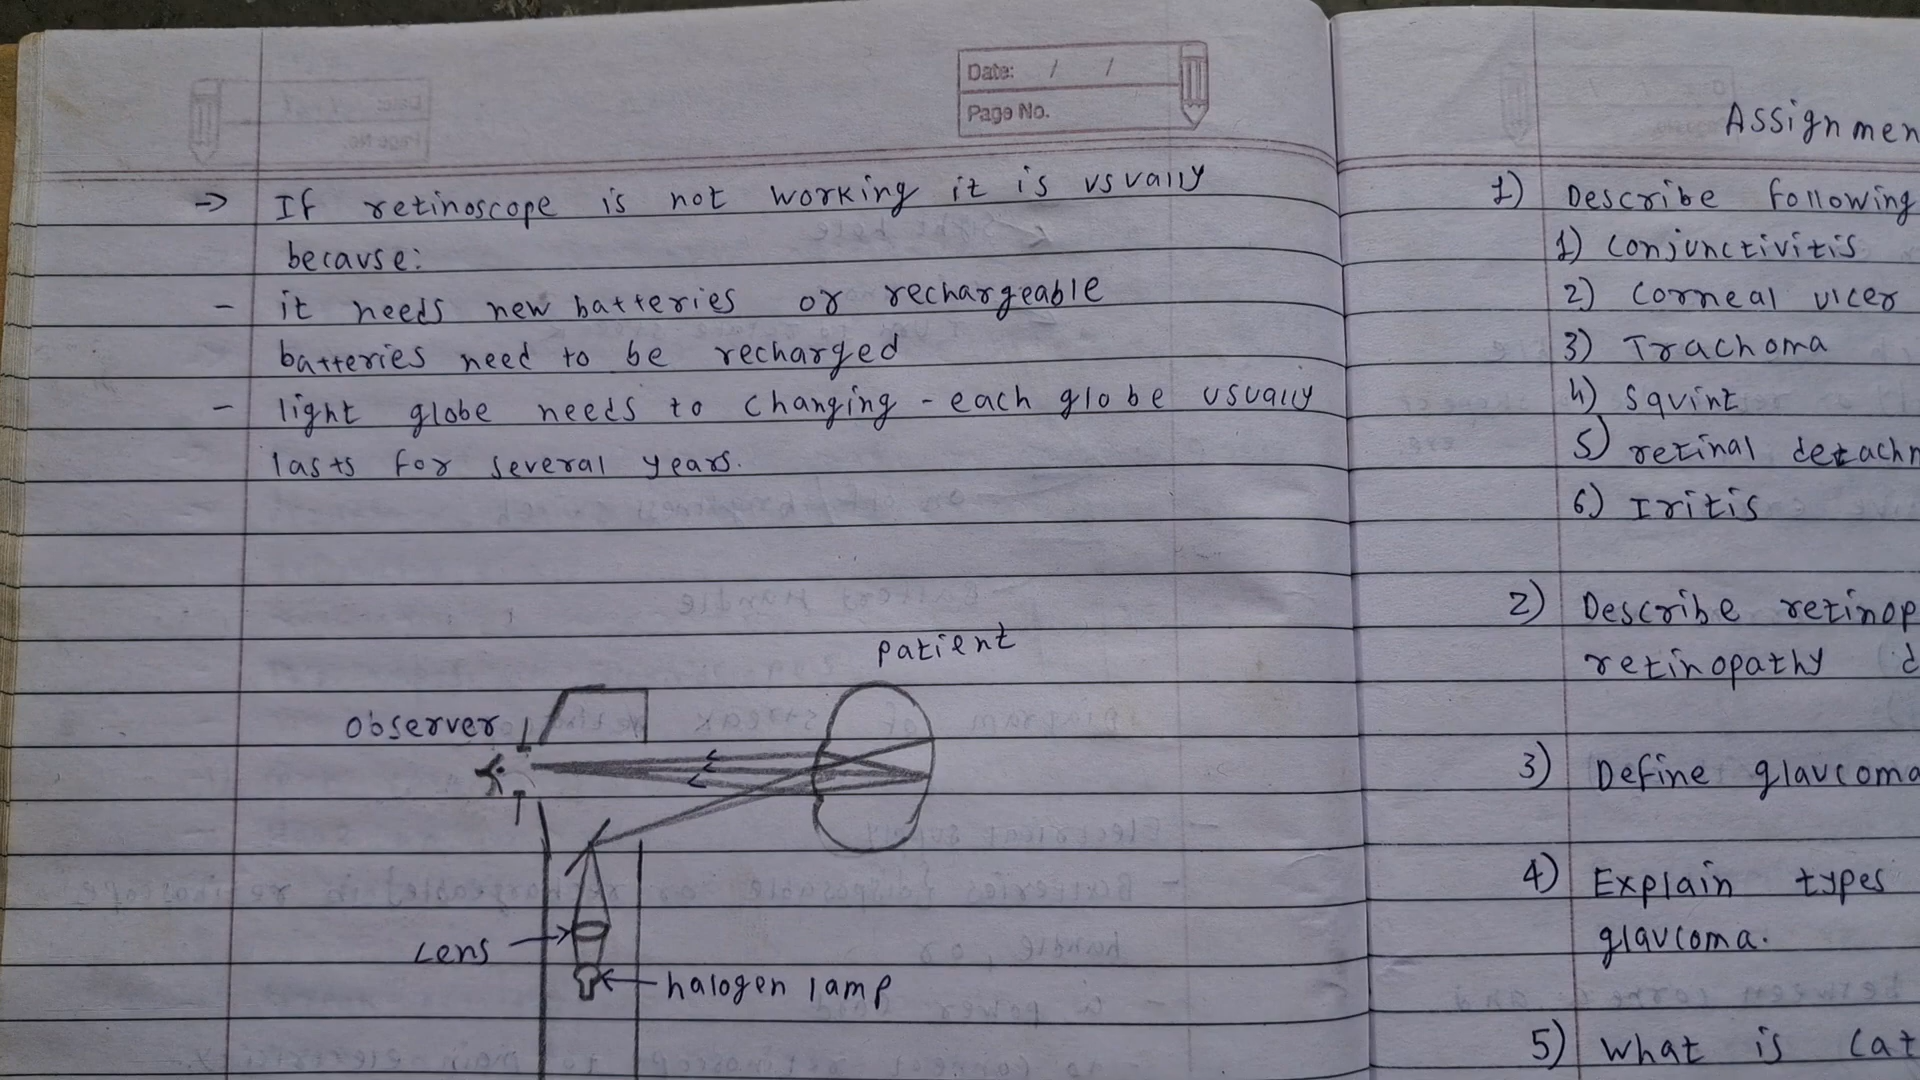 Date: / /
Page No.
→ If retinoscope is not working it is usually
because:
- it needs new batteries or rechargeable
batteries need to be recharged
- light globe needs to changing - each globe usually
lasts for several years.
patient
observer
Lens
halogen lamp
Assignmen
1) Describe following
1) conjunctivitis
2) corneal ulcer
3) Trachoma
4) squint
5) retinal detachm
6) Iritis
2) Describe retinop
retinopathy d
3) Define glaucoma
4) Explain types
glaucoma.
5) What is cat